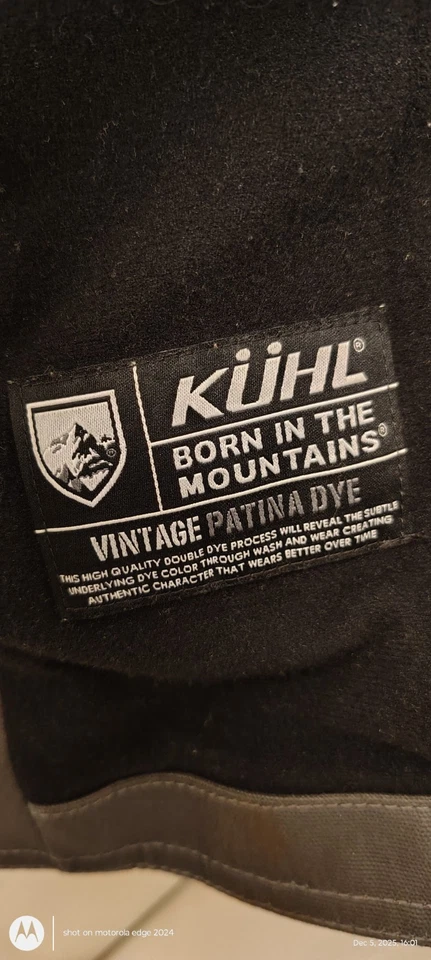 KÜHL®
BORN IN THE
MOUNTAINS®
VINTAGE PATINA DYE
THIS HIGH QUALITY DOUBLE DYE PROCESS WILL REVEAL THE SUBTLE
UNDERLYING DYE COLOR THROUGH WASH AND WEAR CREATING
AUTHENTIC CHARACTER THAT WEARS BETTER OVER TIME
shot on motorola edge 2024
Dec 5, 2025, 16:01